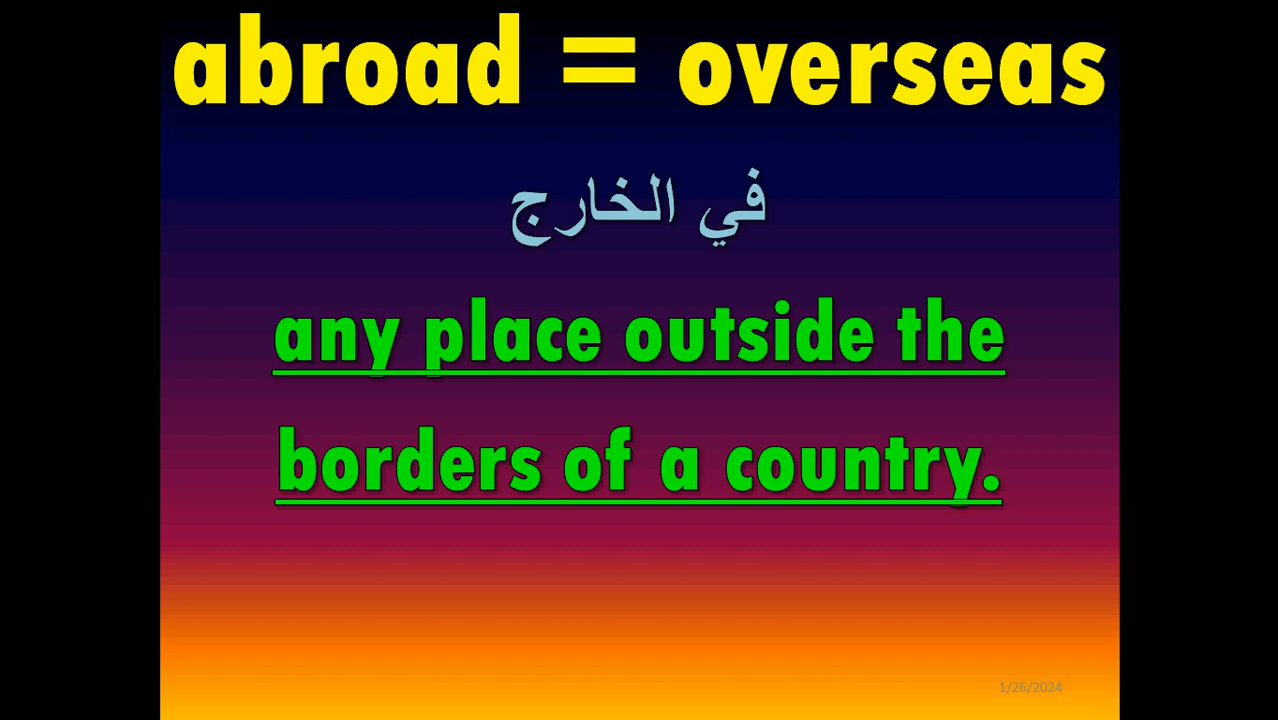 abroad = overseas
في الخارج
any place outside the
borders of a country.
1/26/2024